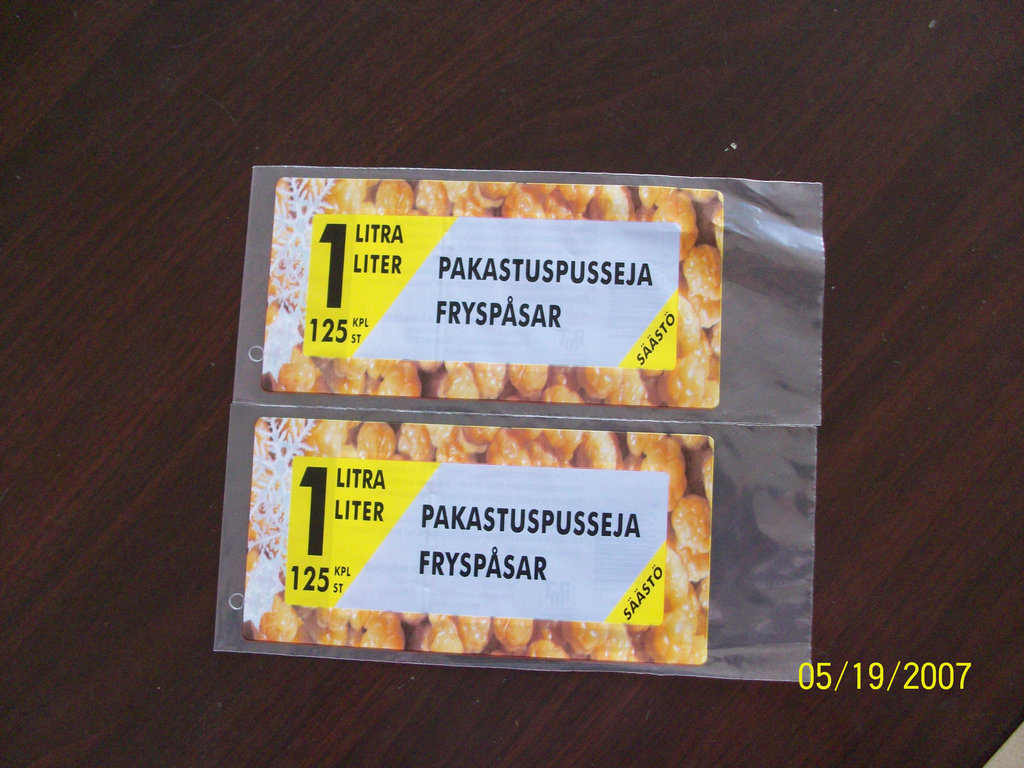 1 LITRA
LITER
125 KPL
ST
PAKASTUSPUSSEJA
FRYSPÅSAR
SÄÄSTÖ
1 LITRA
LITER
125 KPL
ST
PAKASTUSPUSSEJA
FRYSPÅSAR
SÄÄSTÖ
05/19/2007